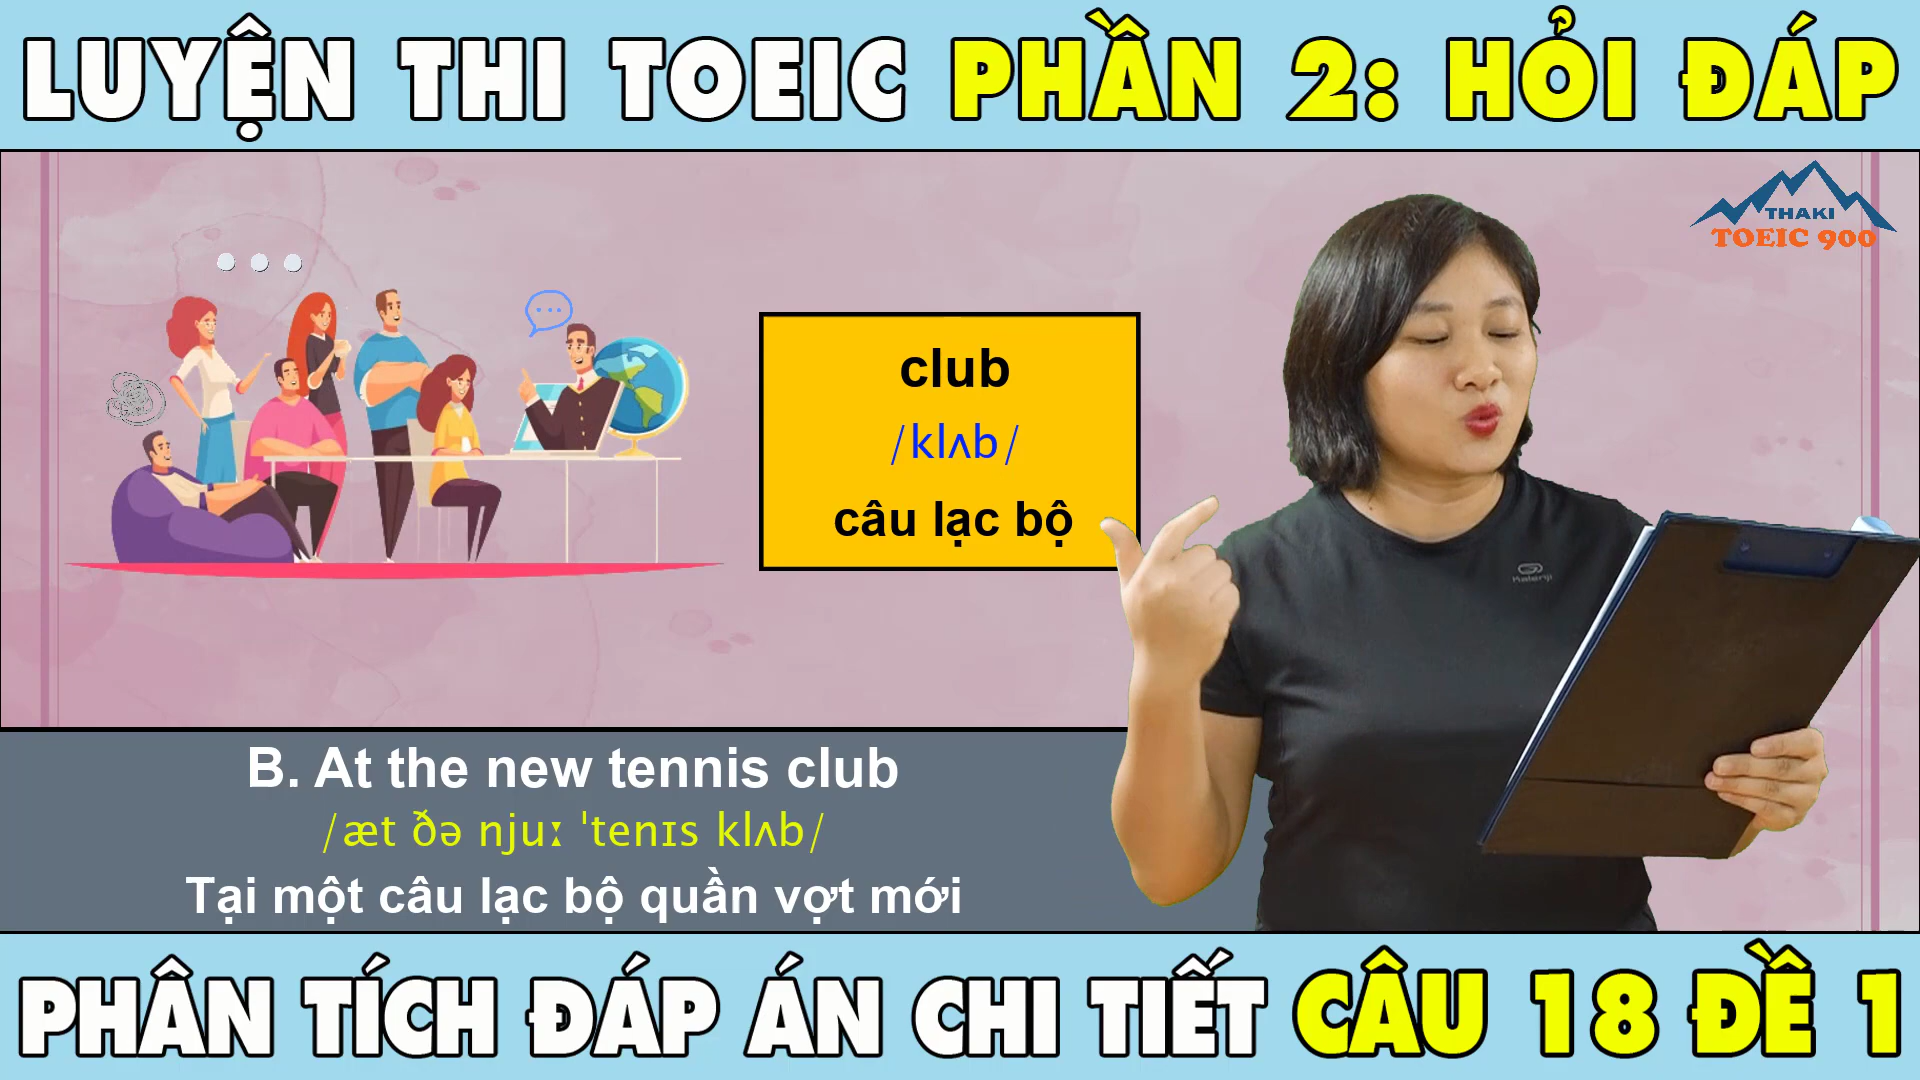 LUYỆN THI TOEIC PHẦN 2: HỎI ĐÁP
THAKI
TOEIC 900
club
/klʌb/
câu lạc bộ
Kalenji
B. At the new tennis club
/æt ðə njuː ˈtenɪs klʌb/
Tại một câu lạc bộ quần vợt mới
PHÂN TÍCH ĐÁP ÁN CHI TIẾT CÂU 18 ĐỀ 1